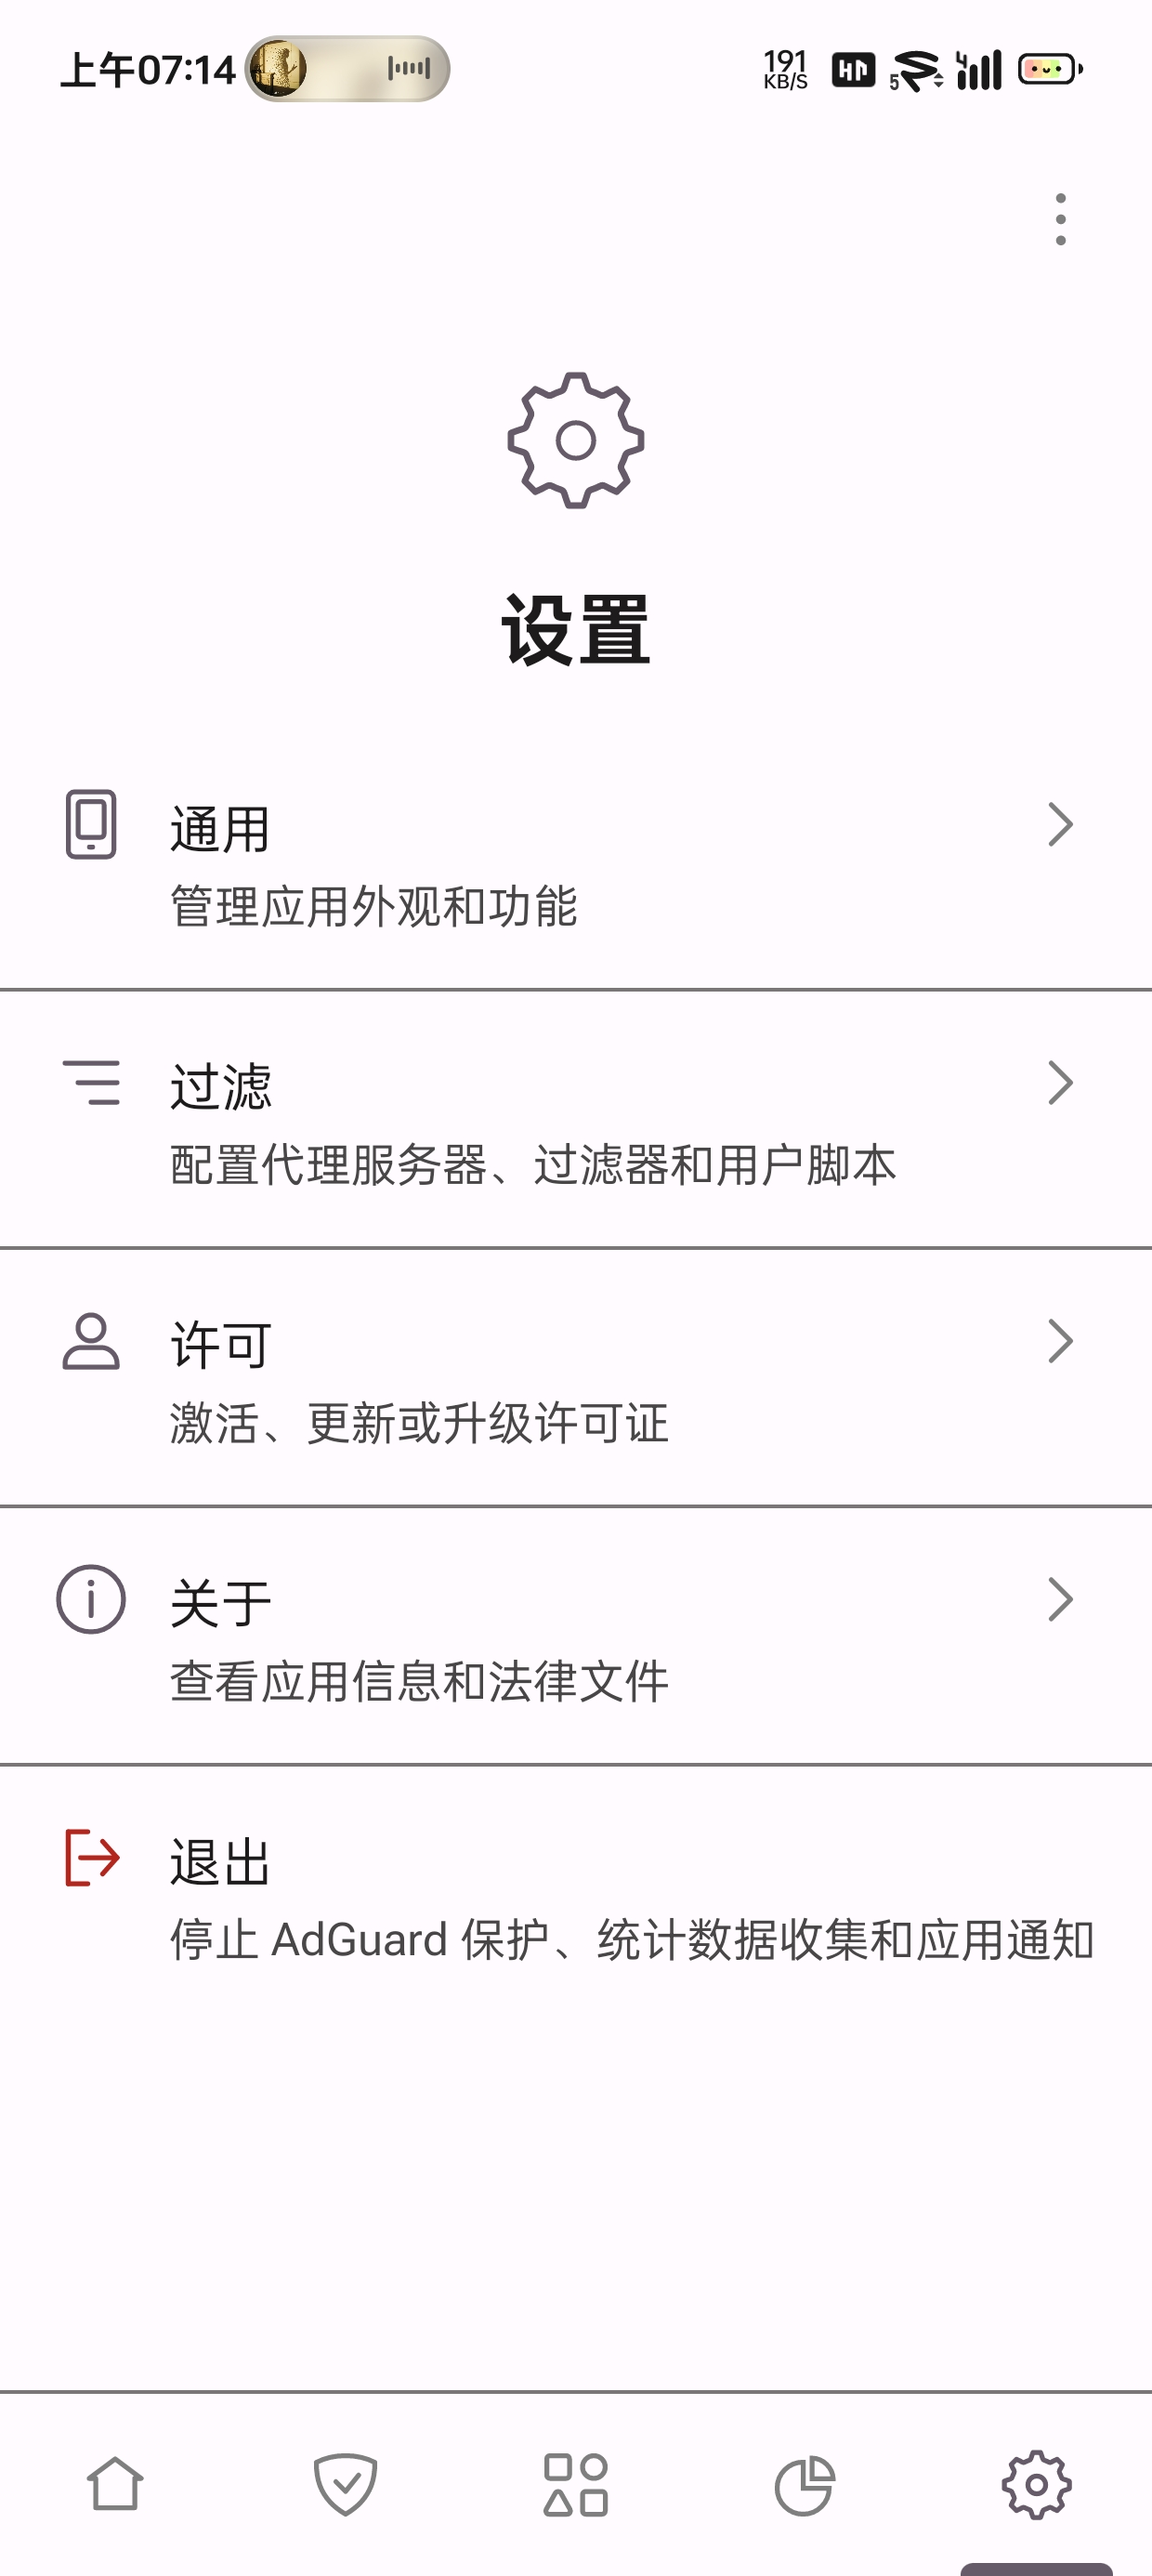 上午07:14
191
KB/S
5
4
设置
通用
管理应用外观和功能
过滤
配置代理服务器、过滤器和用户脚本
许可
激活、更新或升级许可证
关于
查看应用信息和法律文件
退出
停止 AdGuard 保护、统计数据收集和应用通知